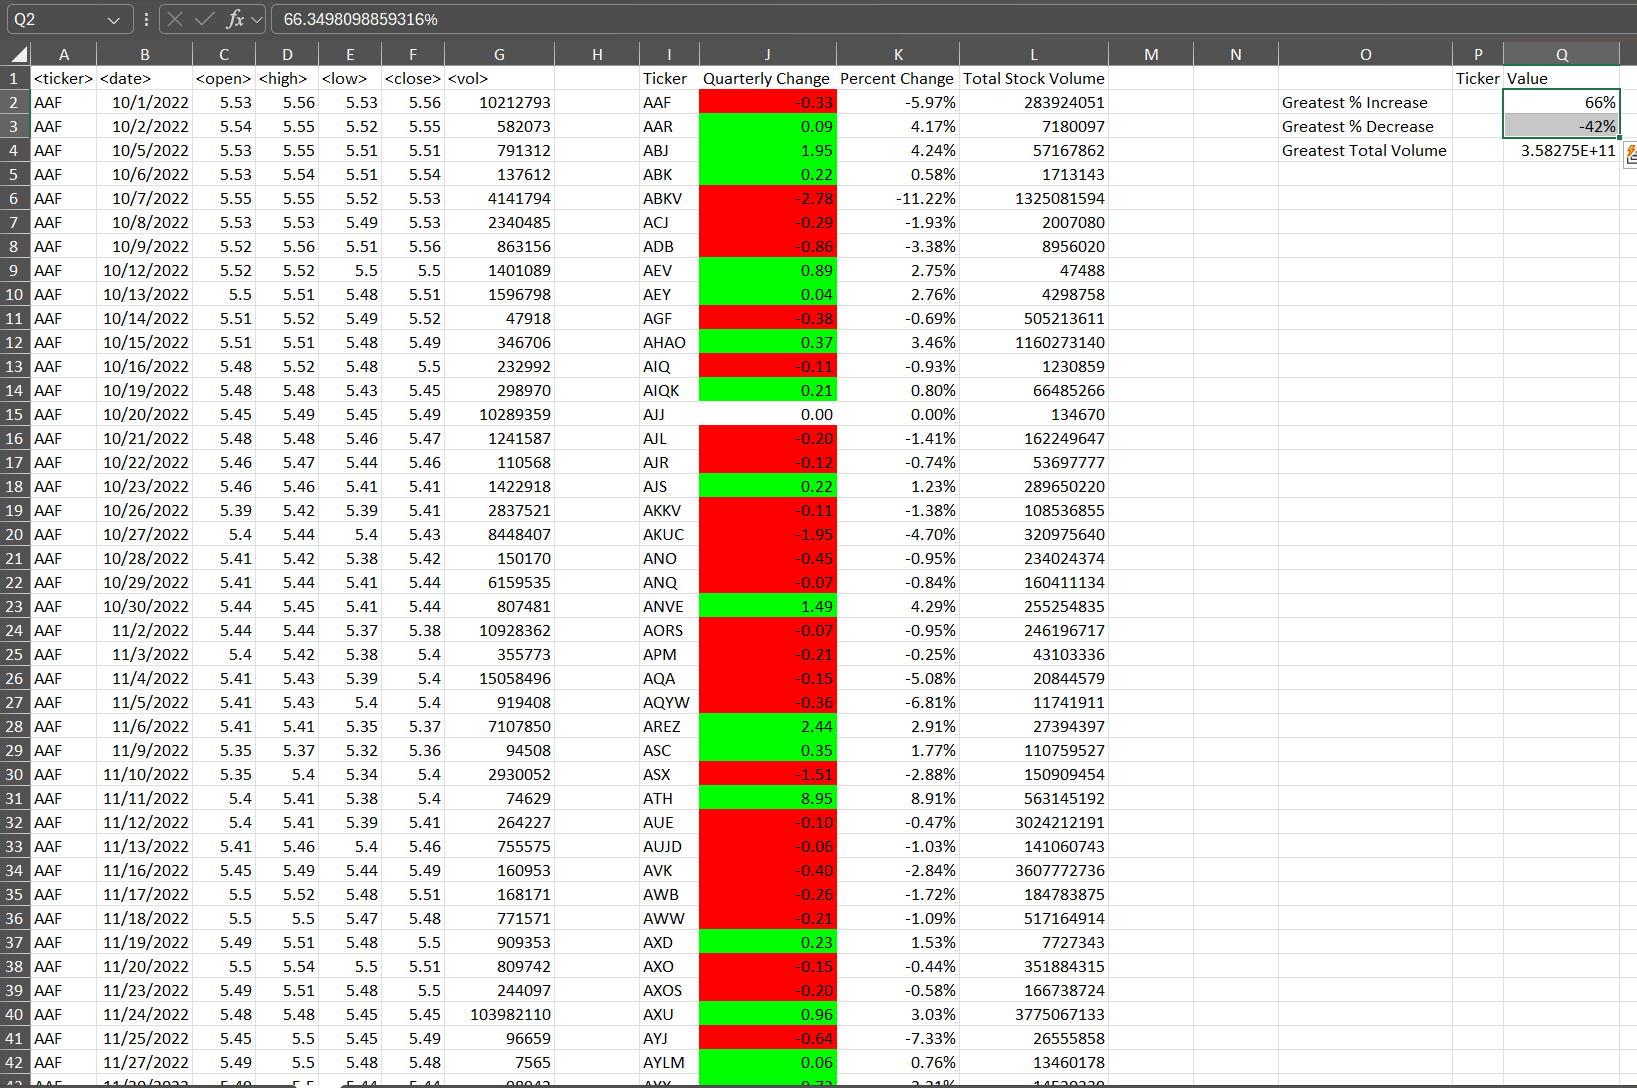 Q2 fx 66.3498098859316%
A B C D E F G H I J K L M N O P Q
1 <ticker> <date> <open> <high> <low> <close> <vol> Ticker Quarterly Change Percent Change Total Stock Volume Ticker Value
2 AAF 10/1/2022 5.53 5.56 5.53 5.56 10212793 AAF -0.33 -5.97% 283924051 Greatest % Increase 66%
3 AAF 10/2/2022 5.54 5.55 5.52 5.55 582073 AAR 0.09 4.17% 7180097 Greatest % Decrease -42%
4 AAF 10/5/2022 5.53 5.55 5.51 5.51 791312 ABJ 1.95 4.24% 57167862 Greatest Total Volume 3.58275E+11
5 AAF 10/6/2022 5.53 5.54 5.51 5.54 137612 ABK 0.22 0.58% 1713143
6 AAF 10/7/2022 5.55 5.55 5.52 5.53 4141794 ABKV -2.78 -11.22% 1325081594
7 AAF 10/8/2022 5.53 5.53 5.49 5.53 2340485 ACJ -0.29 -1.93% 2007080
8 AAF 10/9/2022 5.52 5.56 5.51 5.56 863156 ADB -0.86 -3.38% 8956020
9 AAF 10/12/2022 5.52 5.52 5.5 5.5 1401089 AEV 0.89 2.75% 47488
10 AAF 10/13/2022 5.5 5.51 5.48 5.51 1596798 AEY 0.04 2.76% 4298758
11 AAF 10/14/2022 5.51 5.52 5.49 5.52 47918 AGF -0.38 -0.69% 505213611
12 AAF 10/15/2022 5.51 5.51 5.48 5.49 346706 AHAO 0.37 3.46% 1160273140
13 AAF 10/16/2022 5.48 5.52 5.48 5.5 232992 AIQ -0.11 -0.93% 1230859
14 AAF 10/19/2022 5.48 5.48 5.43 5.45 298970 AIQK 0.21 0.80% 66485266
15 AAF 10/20/2022 5.45 5.49 5.45 5.49 10289359 AJJ 0.00 0.00% 134670
16 AAF 10/21/2022 5.48 5.48 5.46 5.47 1241587 AJL -0.20 -1.41% 162249647
17 AAF 10/22/2022 5.46 5.47 5.44 5.46 110568 AJR -0.12 -0.74% 53697777
18 AAF 10/23/2022 5.46 5.46 5.41 5.41 1422918 AJS 0.22 1.23% 289650220
19 AAF 10/26/2022 5.39 5.42 5.39 5.41 2837521 AKKV -0.11 -1.38% 108536855
20 AAF 10/27/2022 5.4 5.44 5.4 5.43 8448407 AKUC -1.95 -4.70% 320975640
21 AAF 10/28/2022 5.41 5.42 5.38 5.42 150170 ANO -0.45 -0.95% 234024374
22 AAF 10/29/2022 5.41 5.44 5.41 5.44 6159535 ANQ -0.07 -0.84% 160411134
23 AAF 10/30/2022 5.44 5.45 5.41 5.44 807481 ANVE 1.49 4.29% 255254835
24 AAF 11/2/2022 5.44 5.44 5.37 5.38 10928362 AORS -0.07 -0.95% 246196717
25 AAF 11/3/2022 5.4 5.42 5.38 5.4 355773 APM -0.21 -0.25% 43103336
26 AAF 11/4/2022 5.41 5.43 5.39 5.4 15058496 AQA -0.15 -5.08% 20844579
27 AAF 11/5/2022 5.41 5.43 5.4 5.4 919408 AQYW -0.36 -6.81% 11741911
28 AAF 11/6/2022 5.41 5.41 5.35 5.37 7107850 AREZ 2.44 2.91% 27394397
29 AAF 11/9/2022 5.35 5.37 5.32 5.36 94508 ASC 0.35 1.77% 110759527
30 AAF 11/10/2022 5.35 5.4 5.34 5.4 2930052 ASX -1.51 -2.88% 150909454
31 AAF 11/11/2022 5.4 5.41 5.38 5.4 74629 ATH 8.95 8.91% 563145192
32 AAF 11/12/2022 5.4 5.41 5.39 5.41 264227 AUE -0.10 -0.47% 3024212191
33 AAF 11/13/2022 5.41 5.46 5.4 5.46 755575 AUJD -0.06 -1.03% 141060743
34 AAF 11/16/2022 5.45 5.49 5.44 5.49 160953 AVK -0.40 -2.84% 3607772736
35 AAF 11/17/2022 5.5 5.52 5.48 5.51 168171 AWB -0.26 -1.72% 184783875
36 AAF 11/18/2022 5.5 5.5 5.47 5.48 771571 AWW -0.21 -1.09% 517164914
37 AAF 11/19/2022 5.49 5.51 5.48 5.5 909353 AXD 0.23 1.53% 7727343
38 AAF 11/20/2022 5.5 5.54 5.5 5.51 809742 AXO -0.15 -0.44% 351884315
39 AAF 11/23/2022 5.49 5.51 5.48 5.5 244097 AXOS -0.20 -0.58% 166738724
40 AAF 11/24/2022 5.48 5.48 5.45 5.45 103982110 AXU 0.96 3.03% 3775067133
41 AAF 11/25/2022 5.45 5.5 5.45 5.49 96659 AYJ -0.64 -7.33% 26555858
42 AAF 11/27/2022 5.49 5.5 5.48 5.48 7565 AYLM 0.06 0.76% 13460178